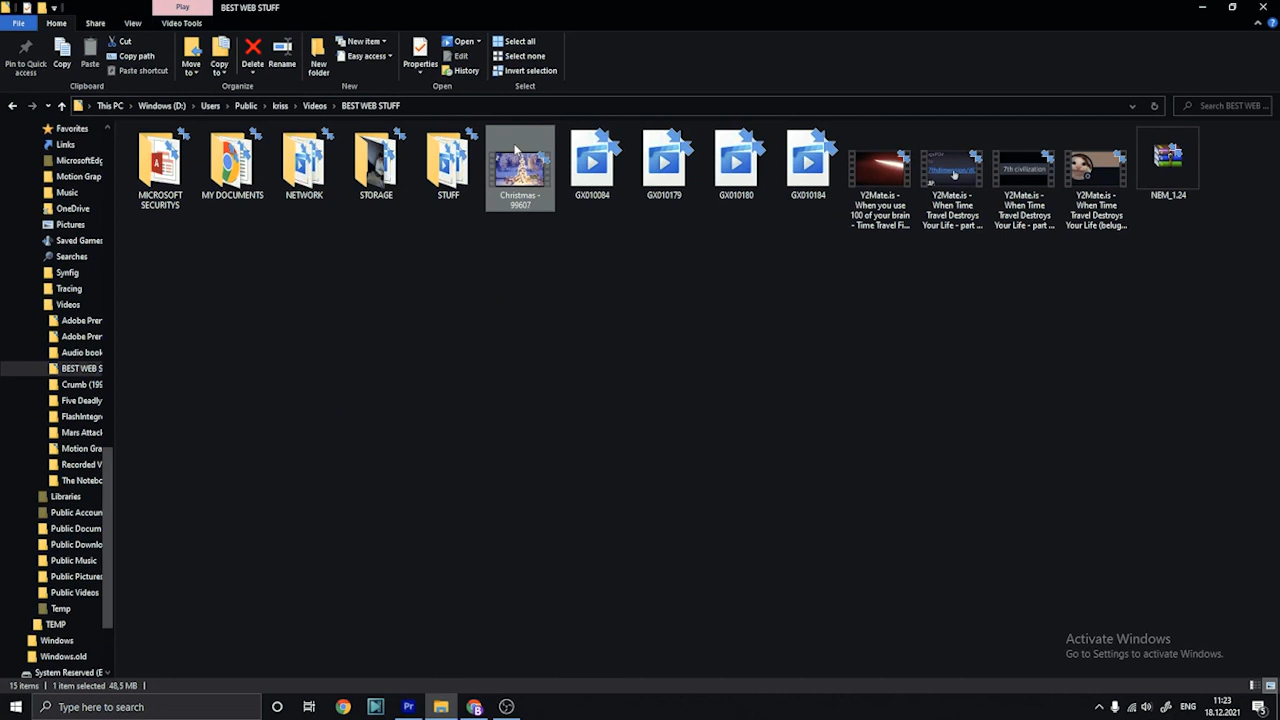 Play
BEST WEB STUFF
File
Home
Share
View
Video Tools
Pin to Quick access
Copy
Paste
Cut
Copy path
Paste shortcut
Clipboard
Move to
Copy to
Delete
Rename
Organize
New folder
New item
Easy access
New
Properties
Open
Edit
History
Open
Select all
Select none
Invert selection
Select
This PC > Windows (D:) > Users > Public > kriss > Videos > BEST WEB STUFF
Search BEST WEB ...
Favorites
Links
MicrosoftEdg
Motion Grap
Music
OneDrive
Pictures
Saved Games
Searches
Synfig
Tracing
Videos
Adobe Prem
Adobe Prem
Audio book
BEST WEB S
Crumb (199
Five Deadly
FlashIntegr
Mars Attack
Motion Gra
Recorded V
The Notebo
Libraries
Public Accoun
Public Docum
Public Downlo
Public Music
Public Pictures
Public Videos
Temp
TEMP
Windows
Windows.old
System Reserved (E
MICROSOFT
SECURITYS
MY DOCUMENTS
NETWORK
STORAGE
STUFF
Christmas -
99607
GX010084
GX010179
GX010180
GX010184
Y2Mate.is -
When you use
100 of your brain
- Time Travel Fi...
Y2Mate.is -
When Time
Travel Destroys
Your Life - part ...
7th civilization
Y2Mate.is -
When Time
Travel Destroys
Your Life - part ...
Y2Mate.is -
When Time
Travel Destroys
Your Life (belug...
NEM_1.24
Activate Windows
Go to Settings to activate Windows.
15 items
1 item selected 48,5 MB
Type here to search
Pr
B
ENG
11:23
18.12.2021
3